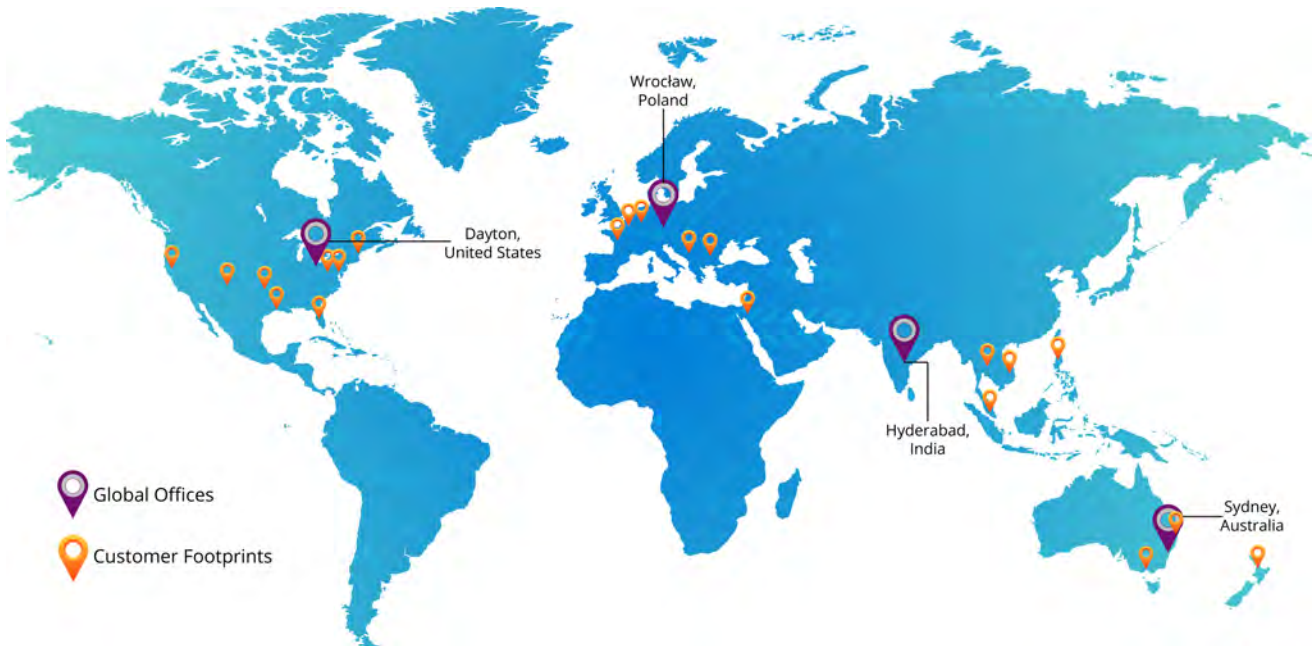 Wrocław,
Poland
Dayton,
United States
Hyderabad,
India
Sydney,
Australia
Global Offices
Customer Footprints